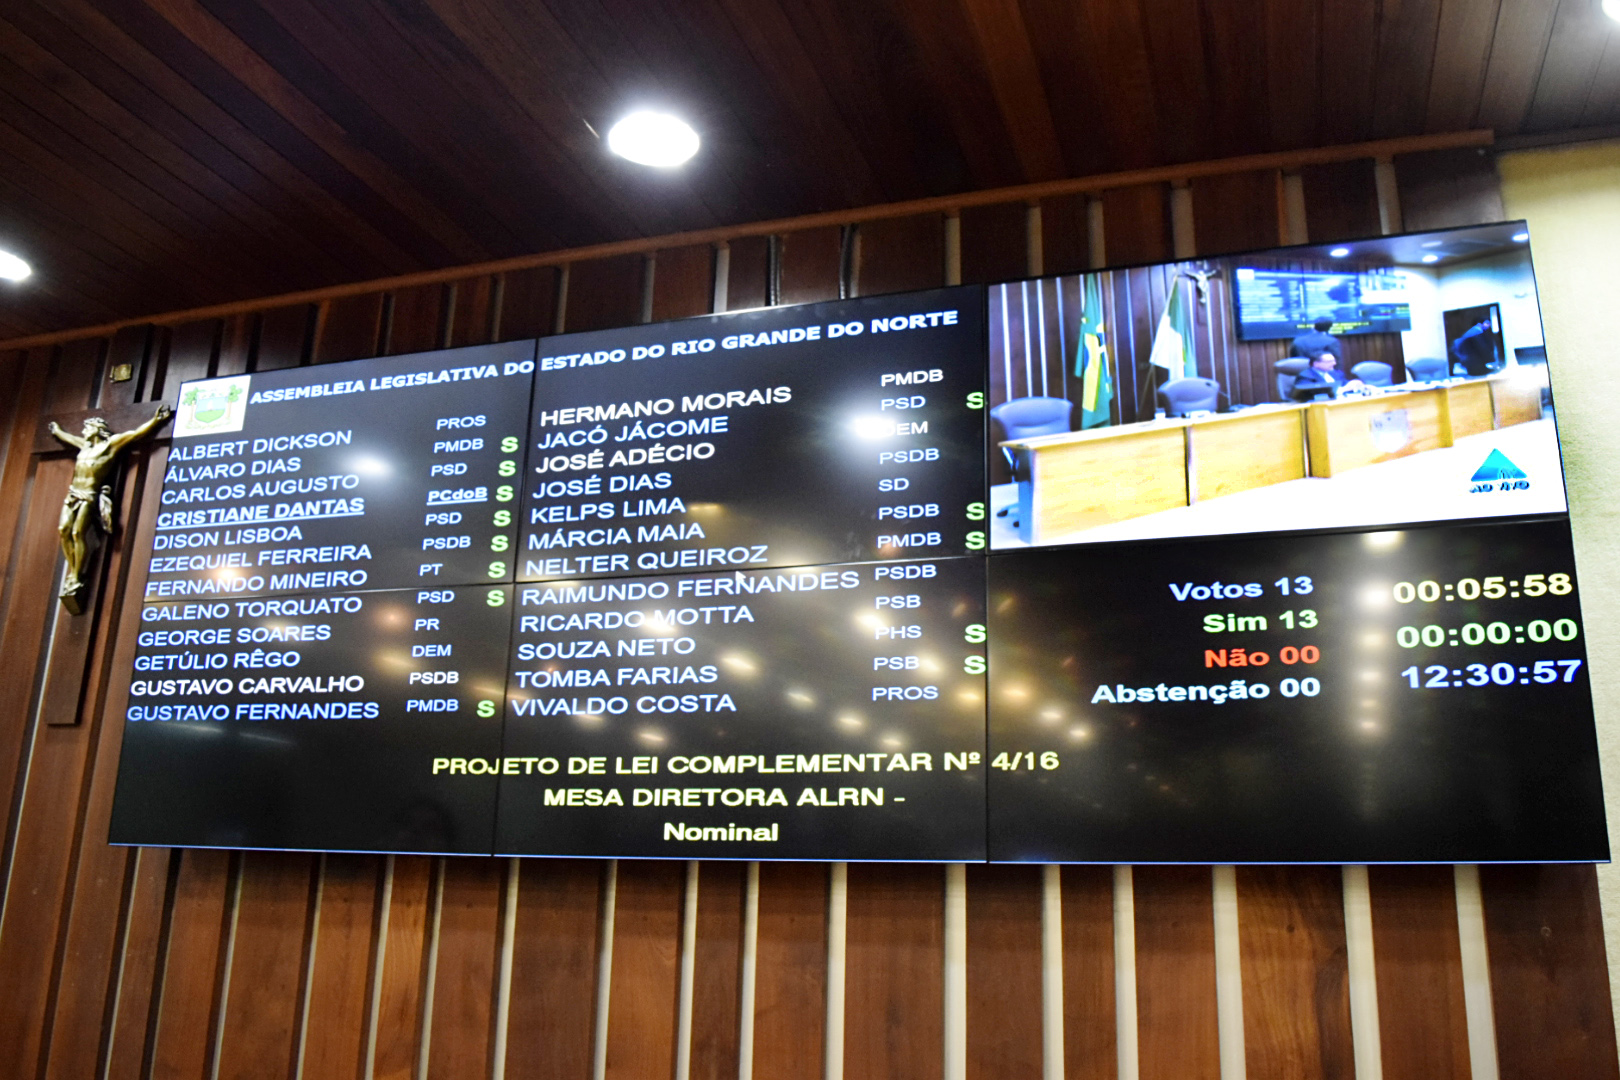 ASSEMBLEIA LEGISLATIVA DO ESTADO DO RIO GRANDE DO NORTE
ALBERT DICKSON PROS
ÁLVARO DIAS PMDB S
CARLOS AUGUSTO PSD S
CRISTIANE DANTAS PCdoB S
DISON LISBOA PSD S
EZEQUIEL FERREIRA PSDB S
FERNANDO MINEIRO PT S
GALENO TORQUATO PSD S
GEORGE SOARES PR
GETÚLIO RÊGO DEM
GUSTAVO CARVALHO PSDB
GUSTAVO FERNANDES PMDB S
HERMANO MORAIS PMDB
JACÓ JÁCOME PSD S
JOSÉ ADÉCIO DEM
JOSÉ DIAS PSDB
KELPS LIMA SD
MÁRCIA MAIA PSDB S
NELTER QUEIROZ PMDB S
RAIMUNDO FERNANDES PSDB
RICARDO MOTTA PSB
SOUZA NETO PHS S
TOMBA FARIAS PSB S
VIVALDO COSTA PROS
AO VIVO
Votos 13 00:05:58
Sim 13 00:00:00
Não 00 12:30:57
Abstenção 00
PROJETO DE LEI COMPLEMENTAR Nº 4/16
MESA DIRETORA ALRN -
Nominal